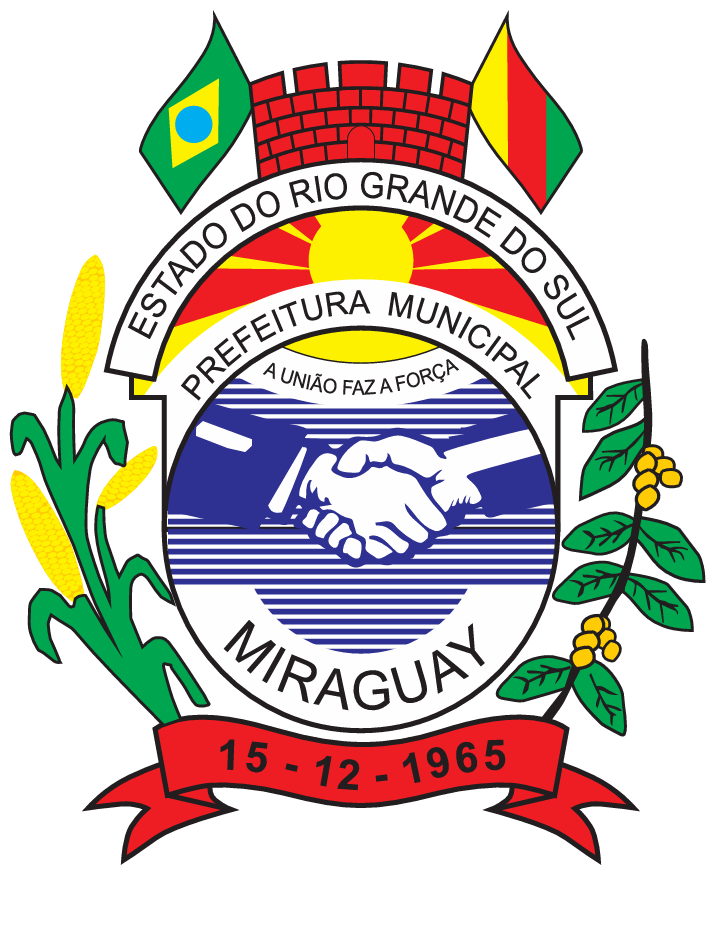 ESTADO DO RIO GRANDE DO SUL
PREFEITURA MUNICIPAL
A UNIÃO FAZ A FORÇA
MIRAGUAY
15 - 12 - 1965